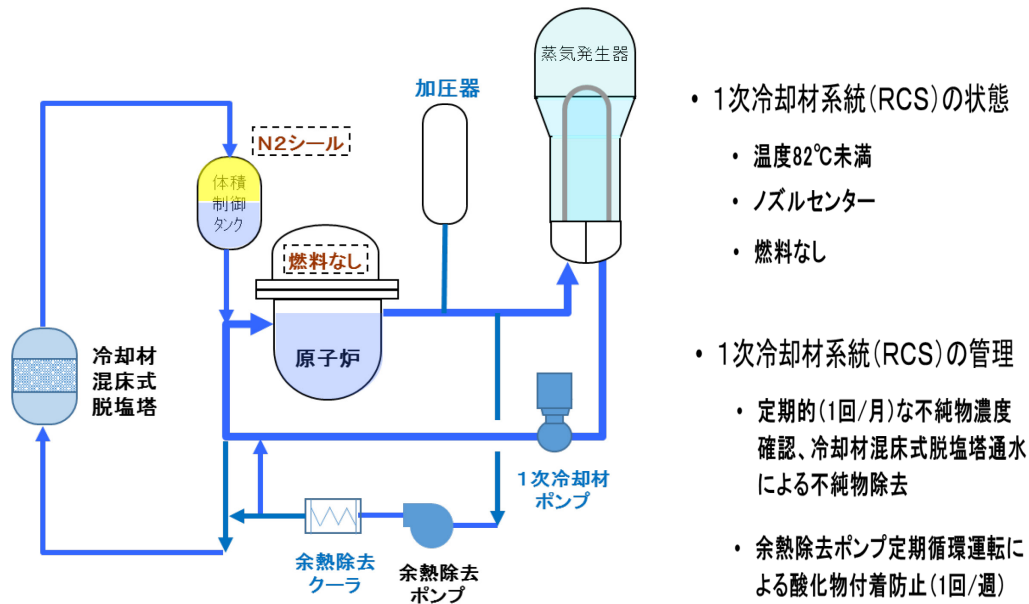 蒸気発生器
加圧器
N2シール
体積
制御
タンク
燃料なし
原子炉
冷却材
混床式
脱塩塔
1次冷却材
ポンプ
余熱除去
クーラ
余熱除去
ポンプ
・ 1次冷却材系統(RCS)の状態
・ 温度82℃未満
・ ノズルセンター
・ 燃料なし
・ 1次冷却材系統(RCS)の管理
・ 定期的(1回/月)な不純物濃度
確認、冷却材混床式脱塩塔通水
による不純物除去
・ 余熱除去ポンプ定期循環運転に
よる酸化物付着防止(1回/週)